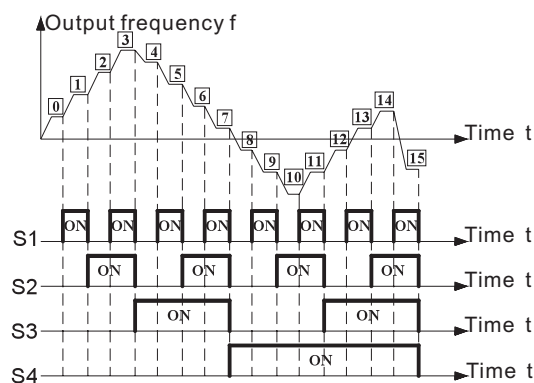 Output frequency f
3
4
2
14
1
5
13
0
6
7
12
Time t
8
11
15
9
10
S1
ON
ON
ON
ON
ON
ON
ON
ON
Time t
S2
ON
ON
ON
ON
Time t
S3
ON
ON
Time t
S4
ON
Time t